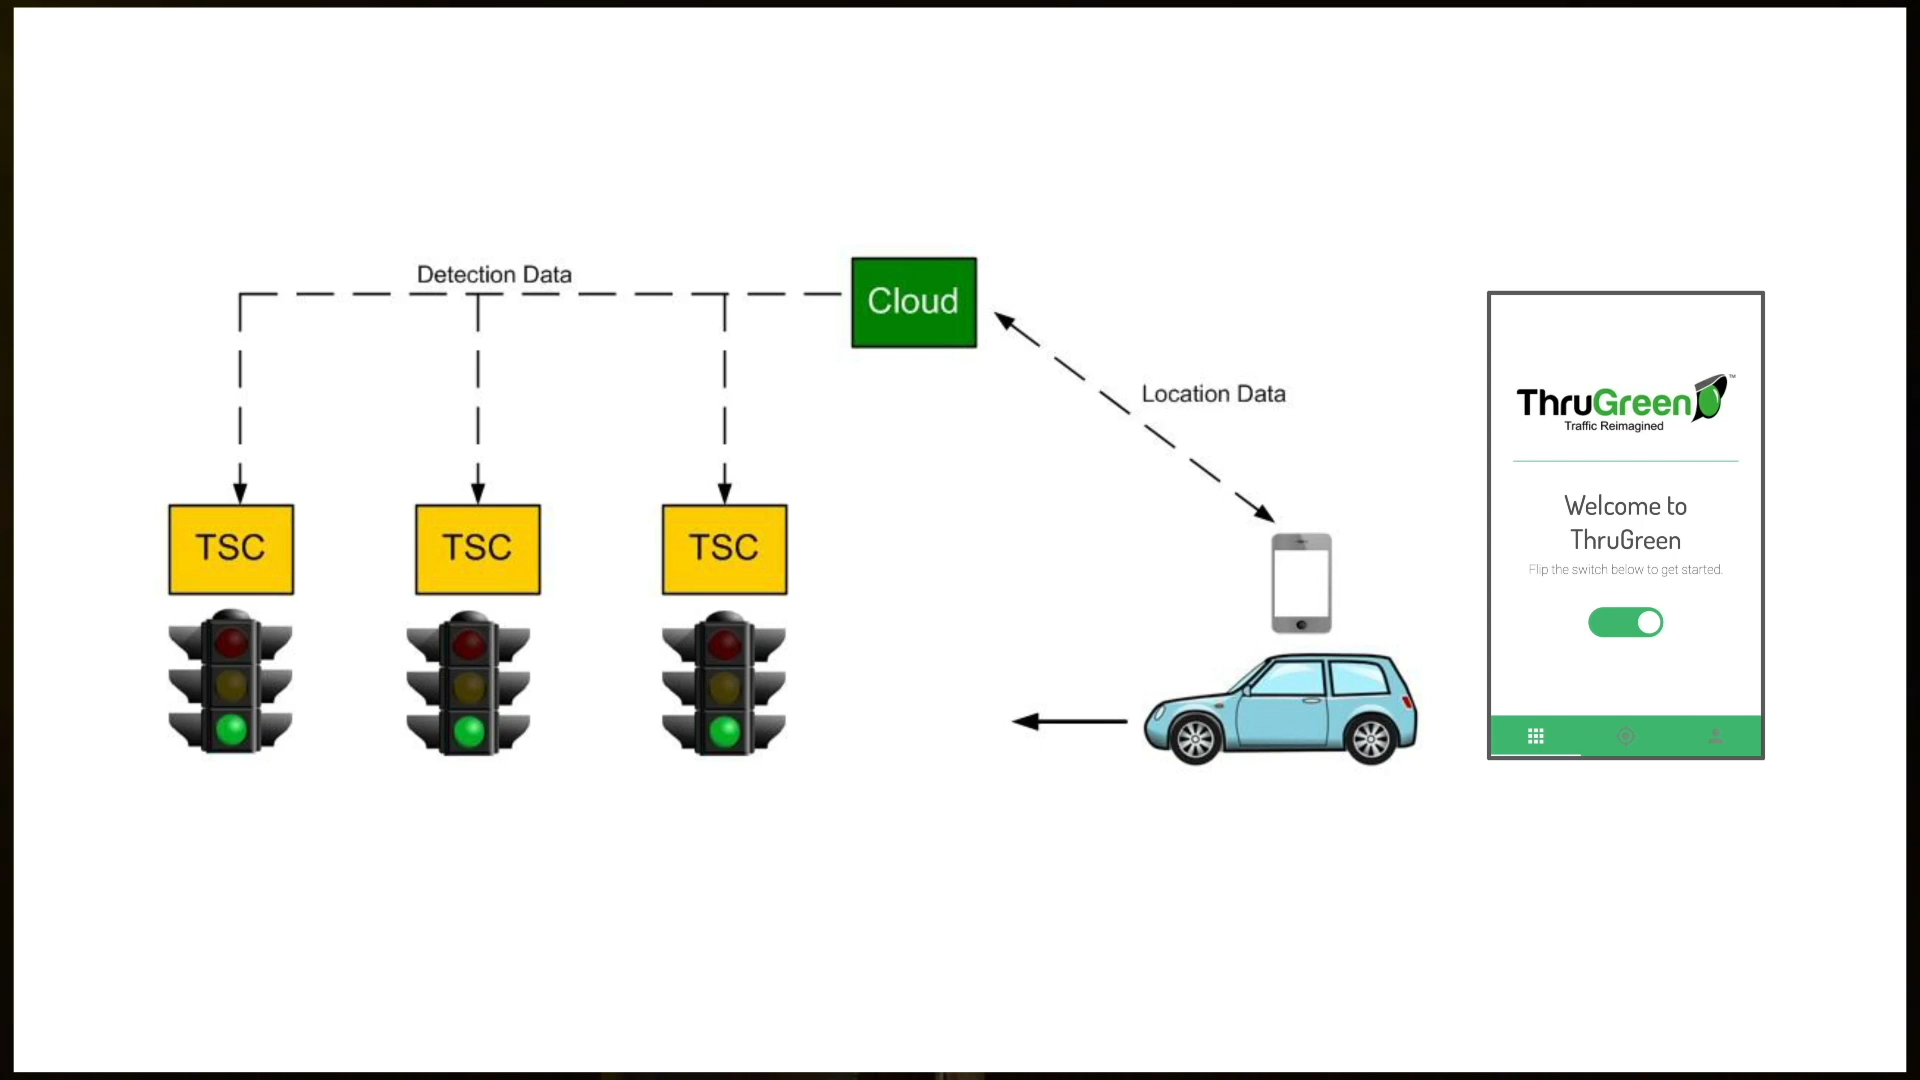 Detection Data
Cloud
Location Data
TSC
TSC
TSC
ThruGreen™
Traffic Reimagined
Welcome to
ThruGreen
Flip the switch below to get started.